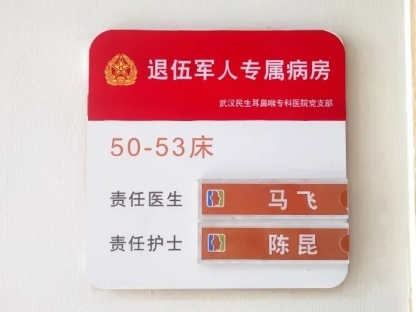 退伍军人专属病房
武汉民生耳鼻喉专科医院党支部
50-53床
责任医生 马飞
责任护士 陈昆